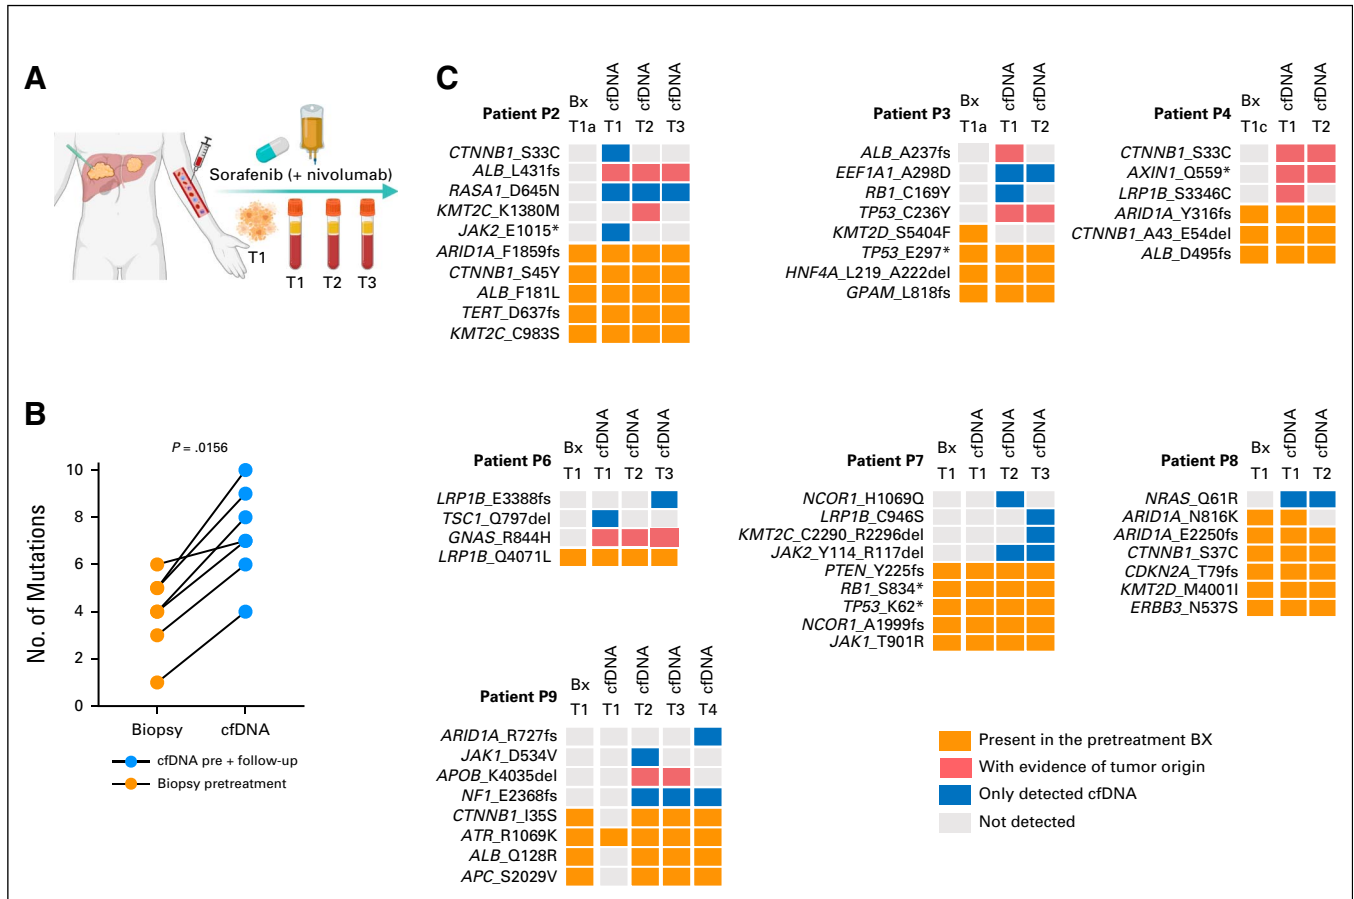 A
Sorafenib (+ nivolumab)
T1
T1 T2 T3
B
P = .0156
No. of Mutations
10
8
6
4
2
0
Biopsy cfDNA
cfDNA pre + follow-up
Biopsy pretreatment
C
Patient P2
Bx cfDNA cfDNA cfDNA
T1a T1 T2 T3
CTNNB1_S33C
ALB_L431fs
RASA1_D645N
KMT2C_K1380M
JAK2_E1015*
ARID1A_F1859fs
CTNNB1_S45Y
ALB_F181L
TERT_D637fs
KMT2C_C983S
Patient P3
Bx cfDNA cfDNA
T1a T1 T2
ALB_A237fs
EEF1A1_A298D
RB1_C169Y
TP53_C236Y
KMT2D_S5404F
TP53_E297*
HNF4A_L219_A222del
GPAM_L818fs
Patient P4
Bx cfDNA cfDNA
T1c T1 T2
CTNNB1_S33C
AXIN1_Q559*
LRP1B_S3346C
ARID1A_Y316fs
CTNNB1_A43_E54del
ALB_D495fs
Patient P6
Bx cfDNA cfDNA cfDNA
T1 T1 T2 T3
LRP1B_E3388fs
TSC1_Q797del
GNAS_R844H
LRP1B_Q4071L
Patient P7
Bx cfDNA cfDNA cfDNA
T1 T1 T2 T3
NCOR1_H1069Q
LRP1B_C946S
KMT2C_C2290_R2296del
JAK2_Y114_R117del
PTEN_Y225fs
RB1_S834*
TP53_K62*
NCOR1_A1999fs
JAK1_T901R
Patient P8
Bx cfDNA cfDNA
T1 T1 T2
NRAS_Q61R
ARID1A_N816K
ARID1A_E2250fs
CTNNB1_S37C
CDKN2A_T79fs
KMT2D_M4001I
ERBB3_N537S
Patient P9
Bx cfDNA cfDNA cfDNA cfDNA
T1 T1 T2 T3 T4
ARID1A_R727fs
JAK1_D534V
APOB_K4035del
NF1_E2368fs
CTNNB1_I35S
ATR_R1069K
ALB_Q128R
APC_S2029V
Present in the pretreatment BX
With evidence of tumor origin
Only detected cfDNA
Not detected